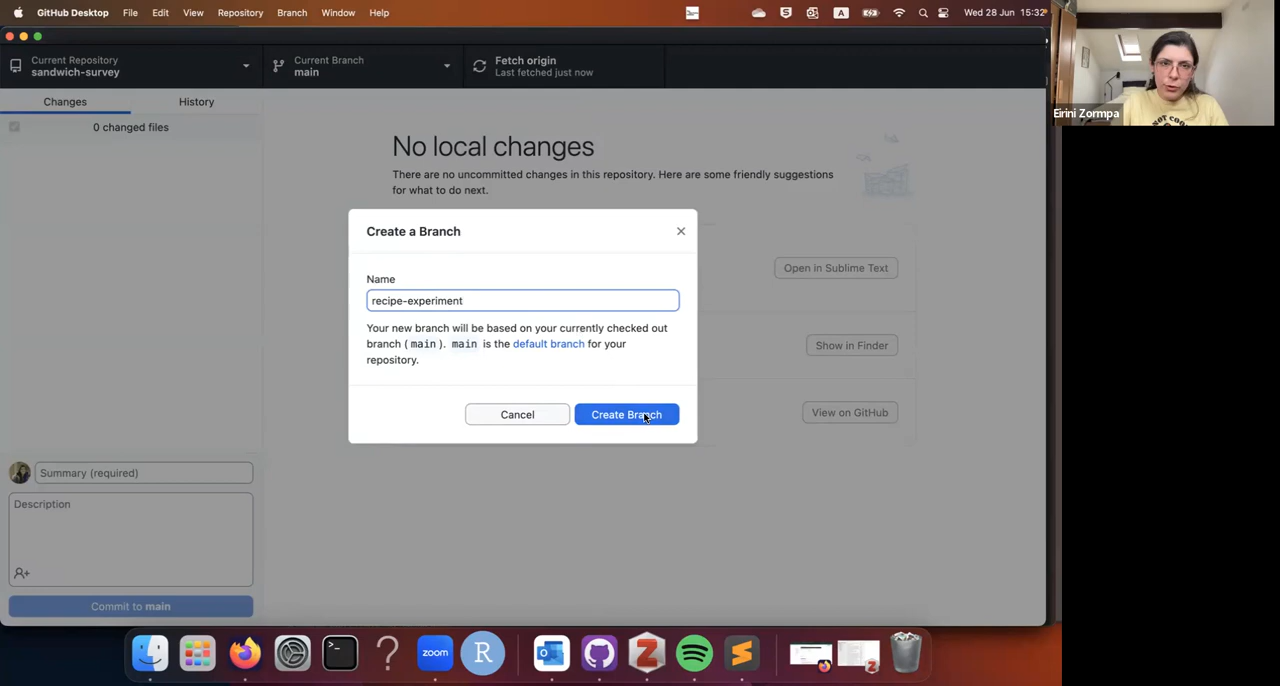 GitHub Desktop File Edit View Repository Branch Window Help
A
Wed 28 Jun 15:32
Current Repository
sandwich-survey
Current Branch
main
Fetch origin
Last fetched just now
Changes
History
0 changed files
No local changes
There are no uncommitted changes in this repository. Here are some friendly suggestions
for what to do next.
Open in Sublime Text
Show in Finder
View on GitHub
Create a Branch
Name
recipe-experiment
Your new branch will be based on your currently checked out
branch ( main ). main is the default branch for your
repository.
Cancel
Create Branch
Summary (required)
Description
Commit to main
zoom
R
Z
Eirini Zormpa
NOT COO